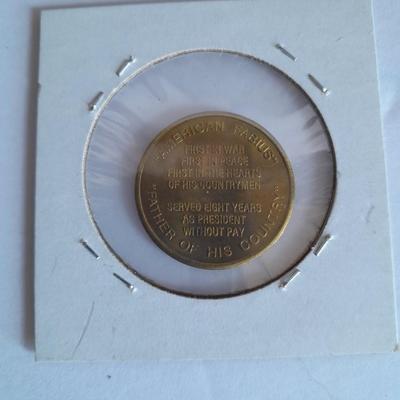 "AMERICAN FABIUS"
FIRST IN WAR
FIRST IN PEACE
FIRST IN THE HEARTS
OF HIS COUNTRYMEN
SERVED EIGHT YEARS
AS PRESIDENT
WITHOUT PAY
"FATHER OF HIS COUNTRY"